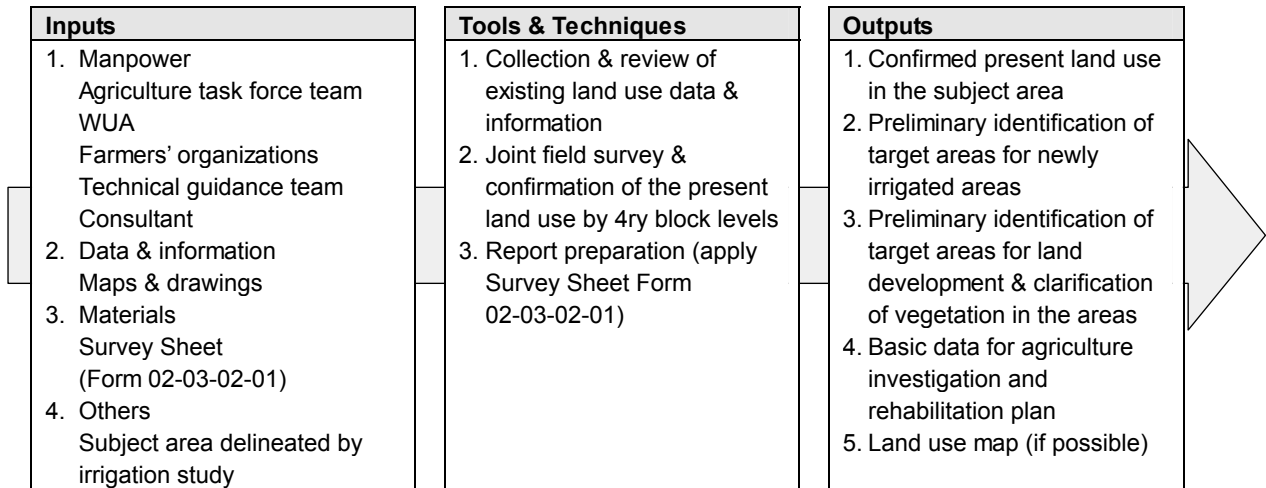 Inputs
1. Manpower
Agriculture task force team
WUA
Farmers' organizations
Technical guidance team
Consultant
2. Data & information
Maps & drawings
3. Materials
Survey Sheet
(Form 02-03-02-01)
4. Others
Subject area delineated by
irrigation study
Tools & Techniques
1. Collection & review of
existing land use data &
information
2. Joint field survey &
confirmation of the present
land use by 4ry block levels
3. Report preparation (apply
Survey Sheet Form
02-03-02-01)
Outputs
1. Confirmed present land use
in the subject area
2. Preliminary identification of
target areas for newly
irrigated areas
3. Preliminary identification of
target areas for land
development & clarification
of vegetation in the areas
4. Basic data for agriculture
investigation and
rehabilitation plan
5. Land use map (if possible)